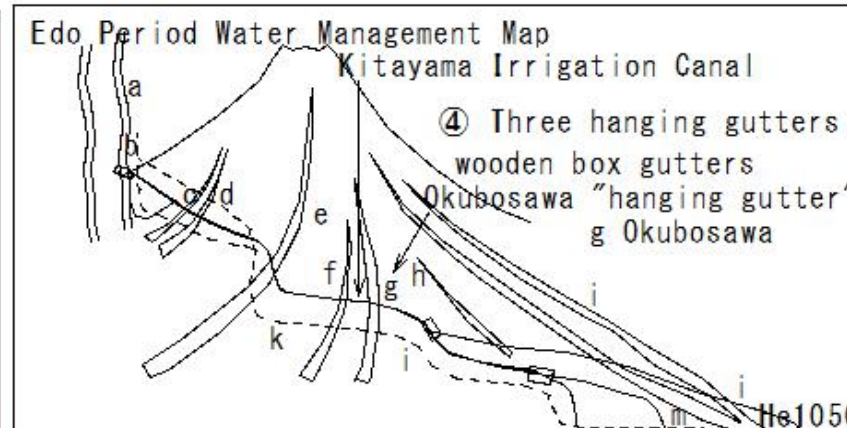 Edo Period Water Management Map
Kitayama Irrigation Canal
④ Three hanging gutters
wooden box gutters
Okubosawa "hanging gutter"
g Okubosawa
a
b
c d
e
f
g
h
i
k
i
i
m
He1050